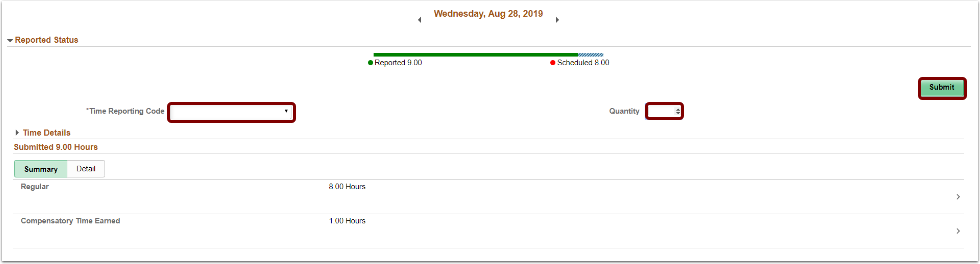 Wednesday, Aug 28, 2019
Reported Status
Reported 9.00 Scheduled 8.00
Submit
*Time Reporting Code Quantity
Time Details
Submitted 9.00 Hours
Summary Detail
Regular 8.00 Hours
Compensatory Time Earned 1.00 Hours